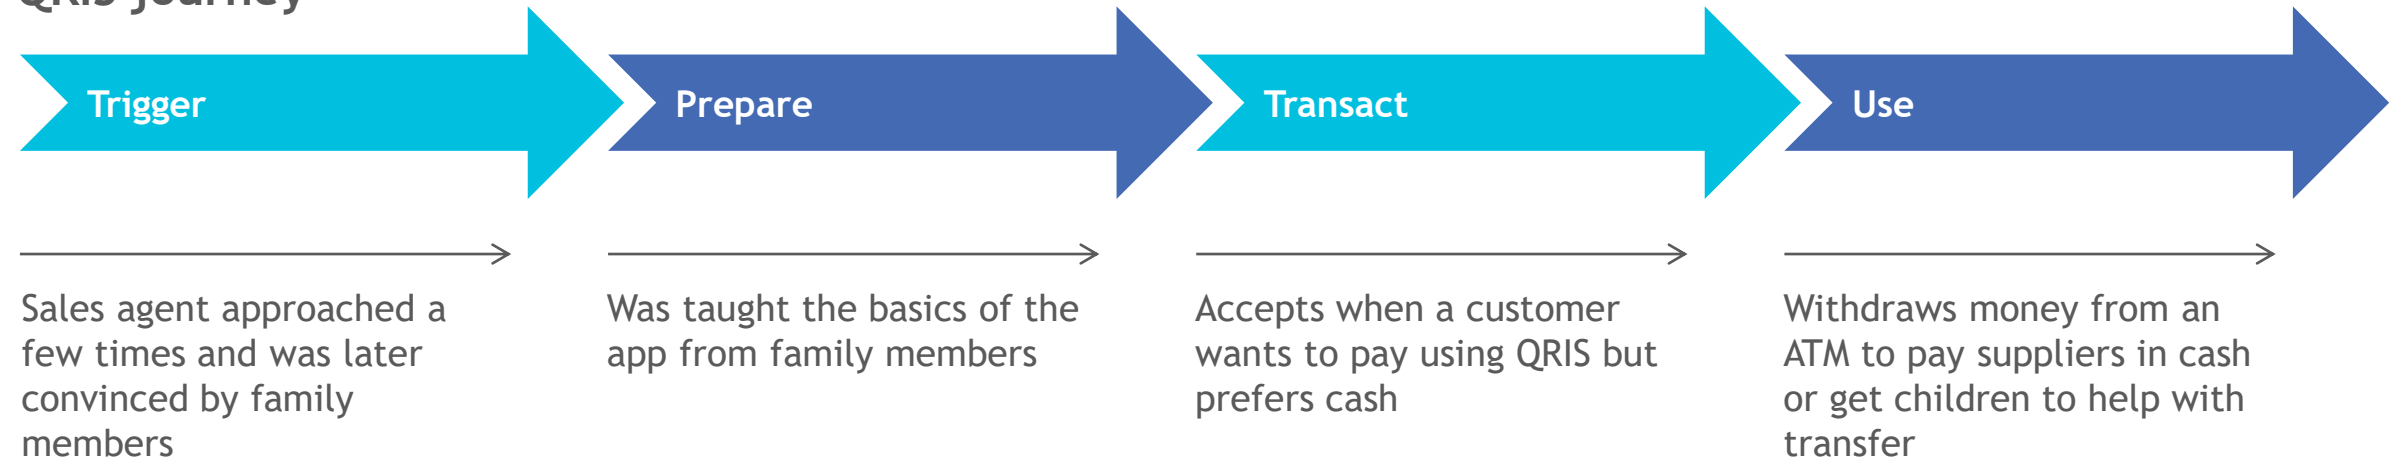 QRIS journey
Trigger
Prepare
Transact
Use
Sales agent approached a
few times and was later
convinced by family
members
Was taught the basics of the
app from family members
Accepts when a customer
wants to pay using QRIS but
prefers cash
Withdraws money from an
ATM to pay suppliers in cash
or get children to help with
transfer